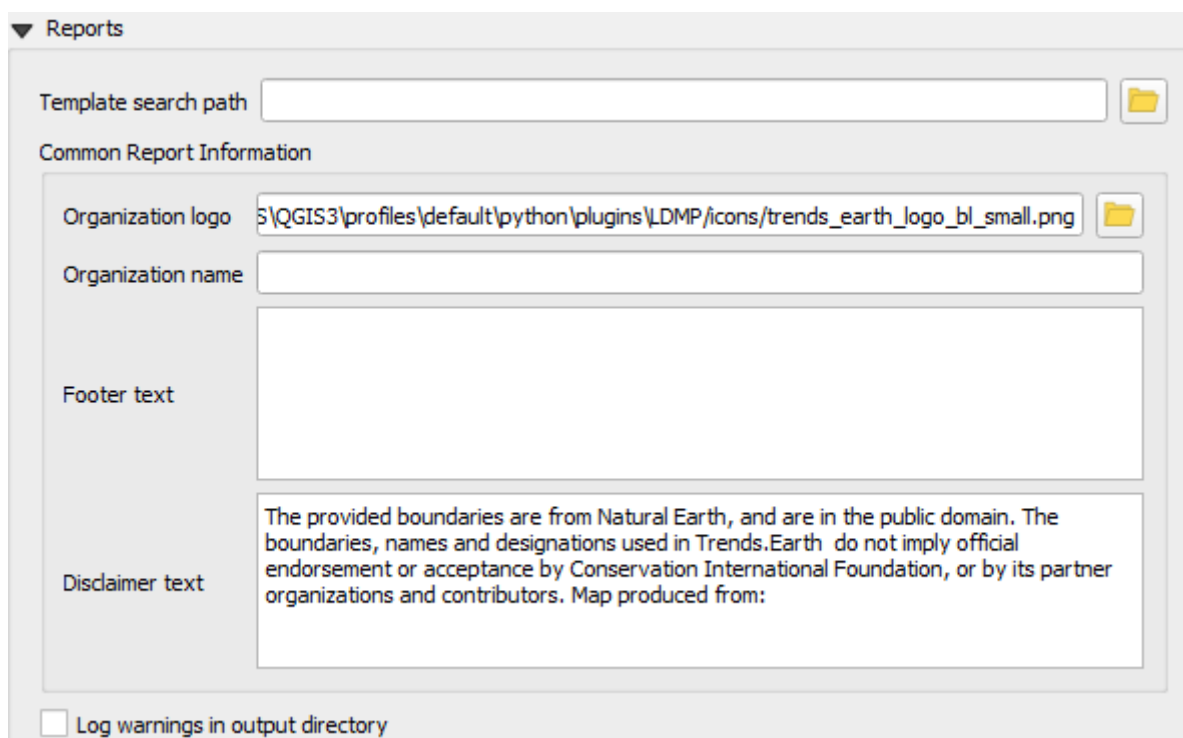 Reports
Template search path
Common Report Information
Organization logo S\QGIS3\profiles\default\python\plugins\LDMP/icons/trends_earth_logo_bl_small.png
Organization name
Footer text
The provided boundaries are from Natural Earth, and are in the public domain. The
boundaries, names and designations used in Trends.Earth  do not imply official
endorsement or acceptance by Conservation International Foundation, or by its partner
organizations and contributors. Map produced from:
Disclaimer text
Log warnings in output directory